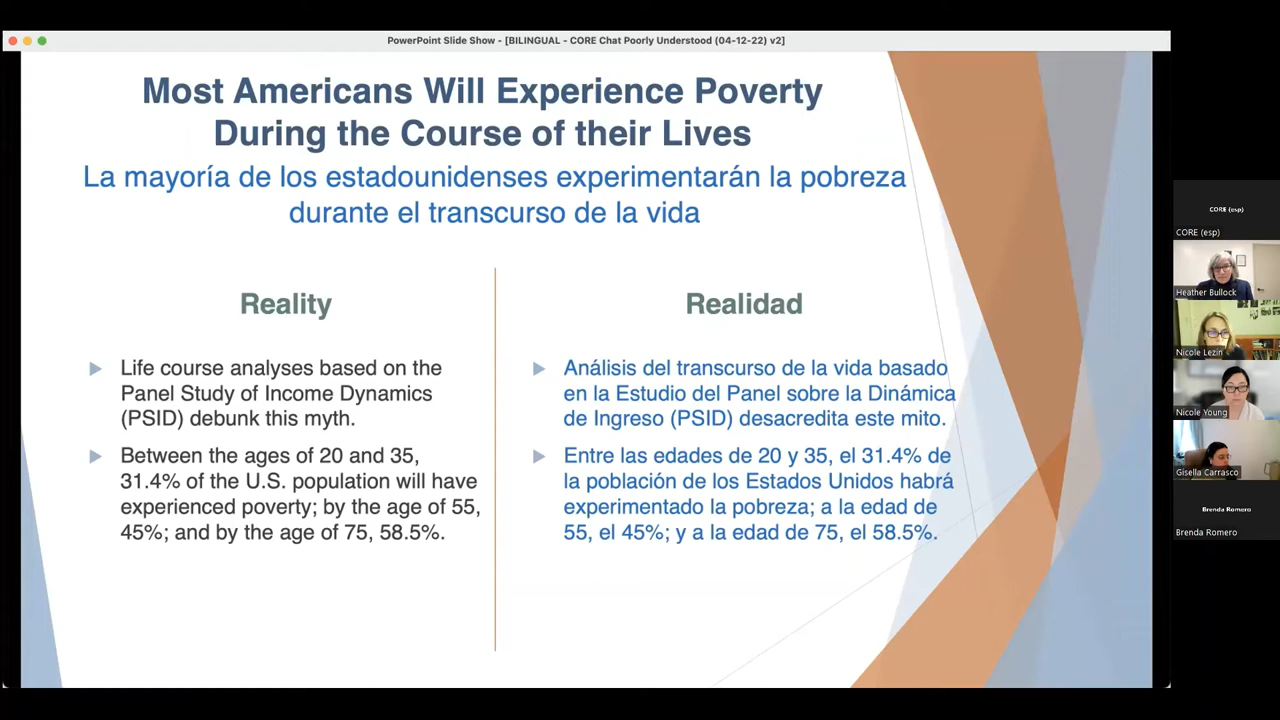 PowerPoint Slide Show - [BILINGUAL - CORE Chat Poorly Understood (04-12-22) v2]
Most Americans Will Experience Poverty
During the Course of their Lives
La mayoría de los estadounidenses experimentarán la pobreza
durante el transcurso de la vida
Reality
Life course analyses based on the
Panel Study of Income Dynamics
(PSID) debunk this myth.
Between the ages of 20 and 35,
31.4% of the U.S. population will have
experienced poverty; by the age of 55,
45%; and by the age of 75, 58.5%.
Realidad
Análisis del transcurso de la vida basado
en la Estudio del Panel sobre la Dinámica
de Ingreso (PSID) desacredita este mito.
Entre las edades de 20 y 35, el 31.4% de
la población de los Estados Unidos habrá
experimentado la pobreza; a la edad de
55, el 45%; y a la edad de 75, el 58.5%.
CORE (esp)
CORE (esp)
Heather Bullock
Nicole Lezin
Nicole Young
Gisella Carrasco
Brenda Romero
Brenda Romero